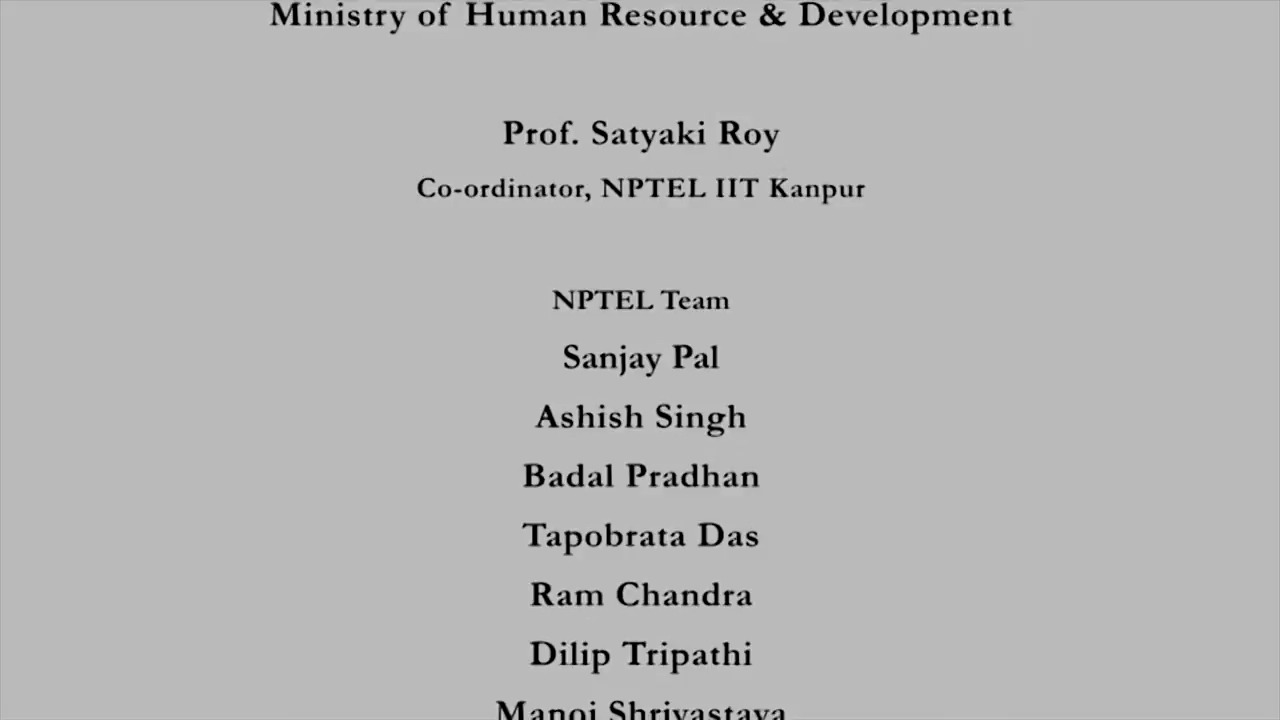 Ministry of Human Resource & Development
Prof. Satyaki Roy
Co-ordinator, NPTEL IIT Kanpur
NPTEL Team
Sanjay Pal
Ashish Singh
Badal Pradhan
Tapobrata Das
Ram Chandra
Dilip Tripathi
Manoj Shrivastava